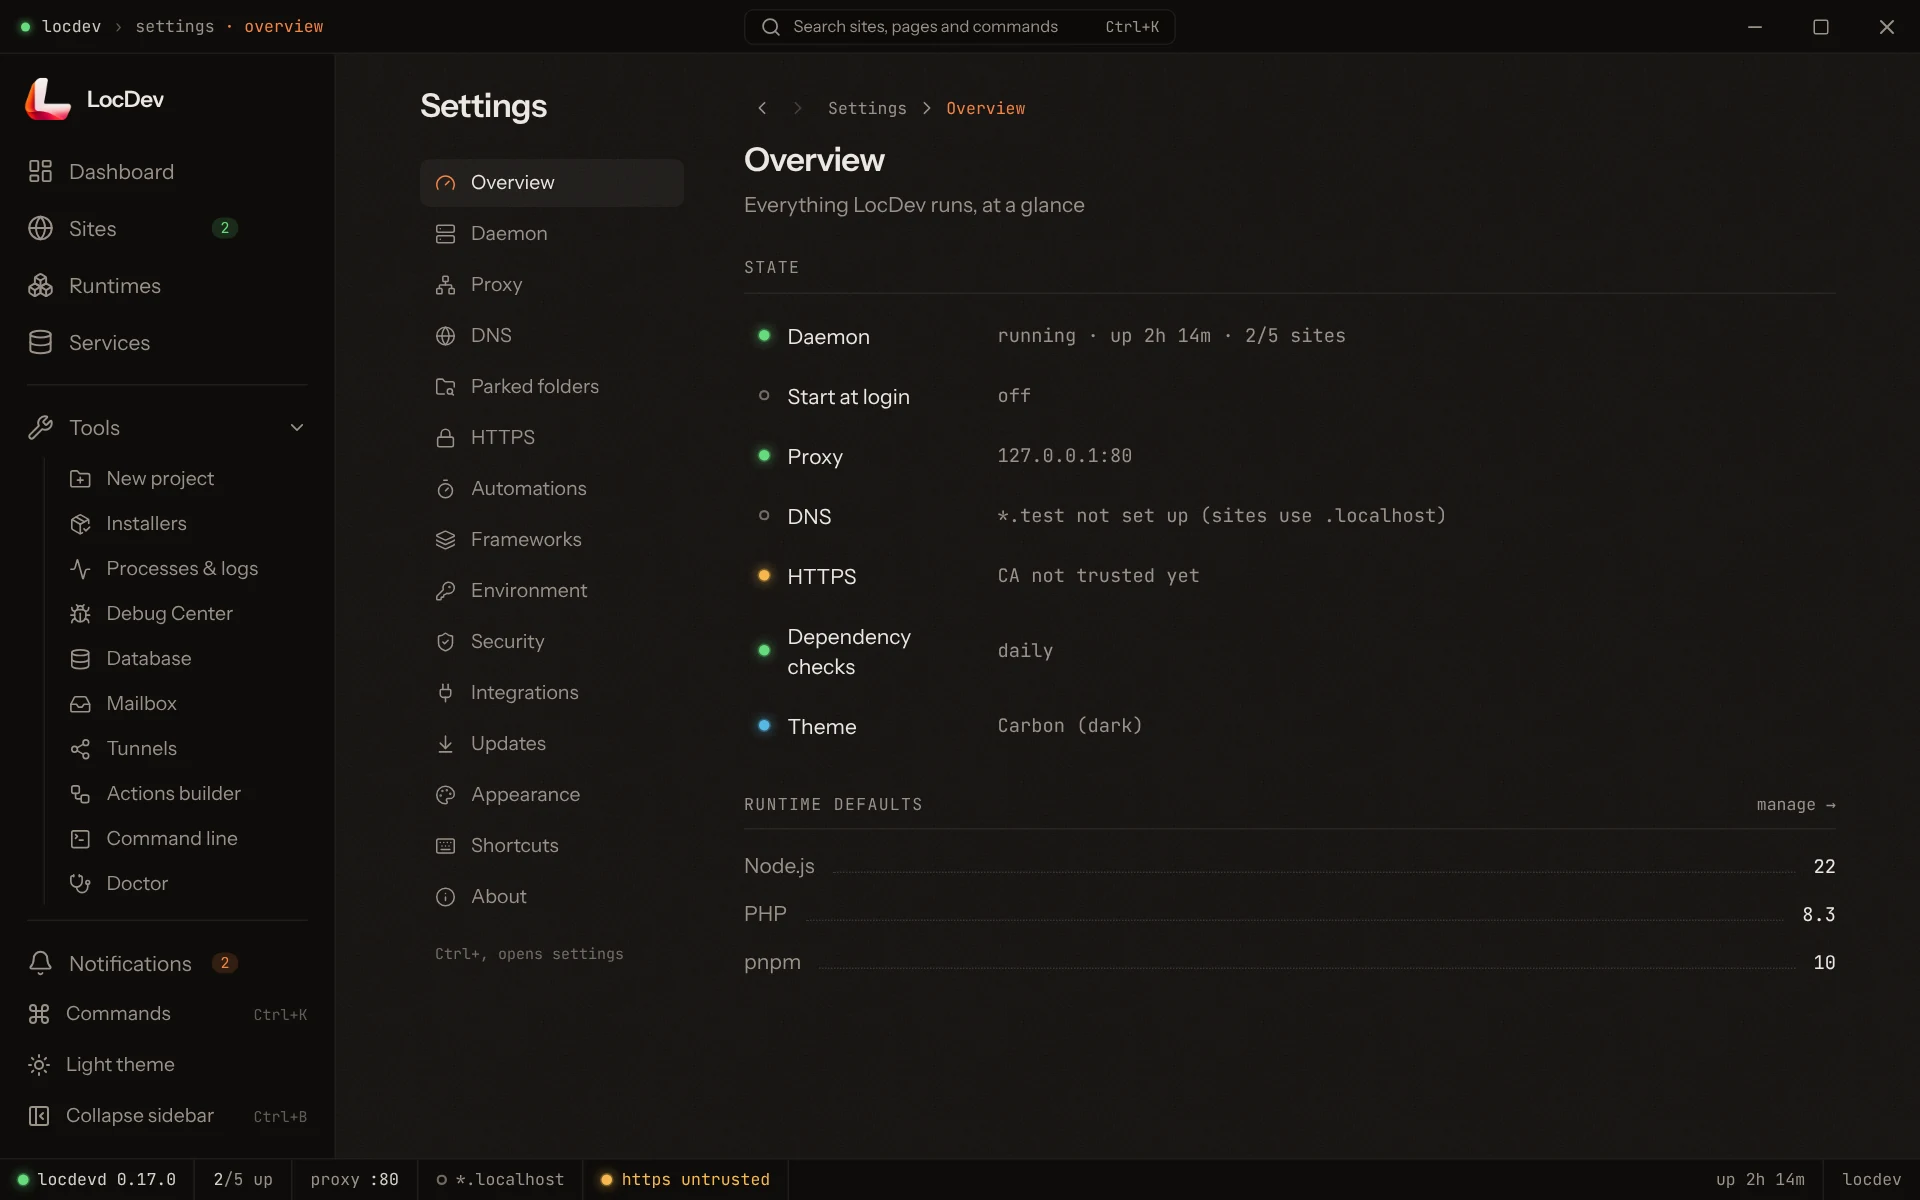 locdev › settings · overview
Search sites, pages and commands Ctrl+K
LocDev
Dashboard
Sites 2
Runtimes
Services
Tools
New project
Installers
Processes & logs
Debug Center
Database
Mailbox
Tunnels
Actions builder
Command line
Doctor
Notifications 2
Commands Ctrl+K
Light theme
Collapse sidebar Ctrl+B
Settings
Overview
Daemon
Proxy
DNS
Parked folders
HTTPS
Automations
Frameworks
Environment
Security
Integrations
Updates
Appearance
Shortcuts
About
Ctrl+, opens settings
Settings > Overview
Overview
Everything LocDev runs, at a glance
STATE
Daemon running · up 2h 14m · 2/5 sites
Start at login off
Proxy 127.0.0.1:80
DNS *.test not set up (sites use .localhost)
HTTPS CA not trusted yet
Dependency
checks daily
Theme Carbon (dark)
RUNTIME DEFAULTS manage →
Node.js 22
PHP 8.3
pnpm 10
locdevd 0.17.0 2/5 up proxy :80 *.localhost https untrusted up 2h 14m locdev